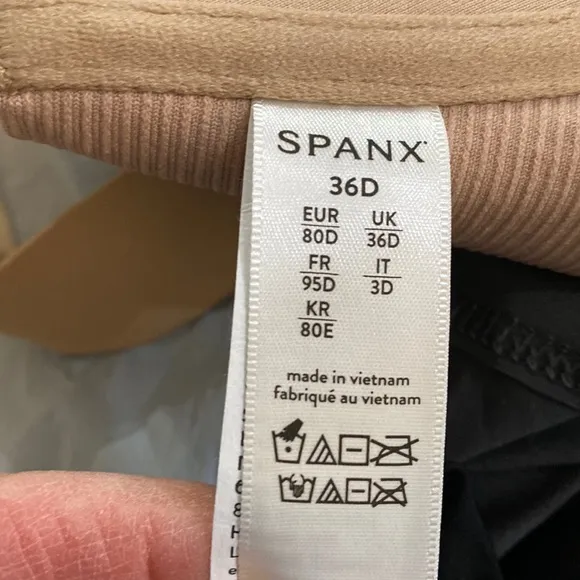 SPANX
36D
EUR UK
80D 36D
FR IT
95D 3D
KR
80E
made in vietnam
fabriqué au vietnam